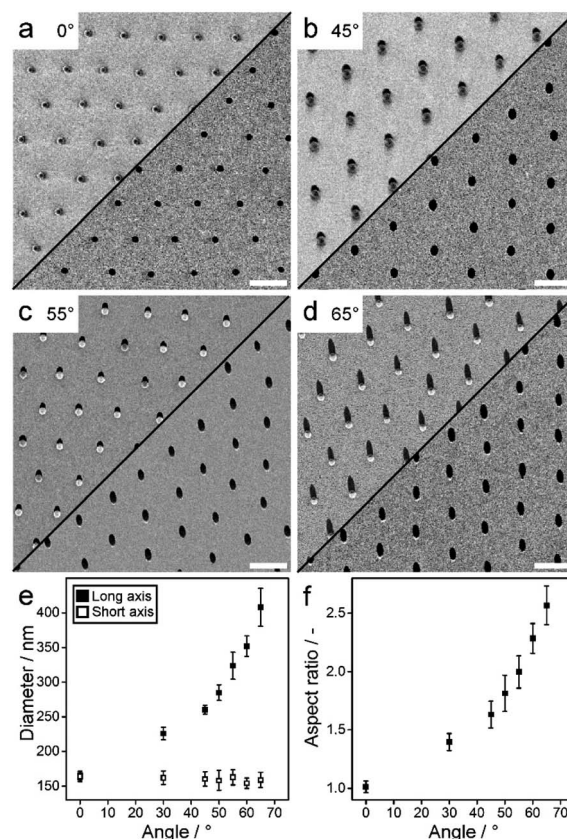 a 0°
b 45°
c 55°
d 65°
e
Long axis
Short axis
Diameter / nm
400
350
300
250
200
150
0 10 20 30 40 50 60 70
Angle / °
f
Aspect ratio / -
2.5
2.0
1.5
1.0
0 10 20 30 40 50 60 70
Angle / °